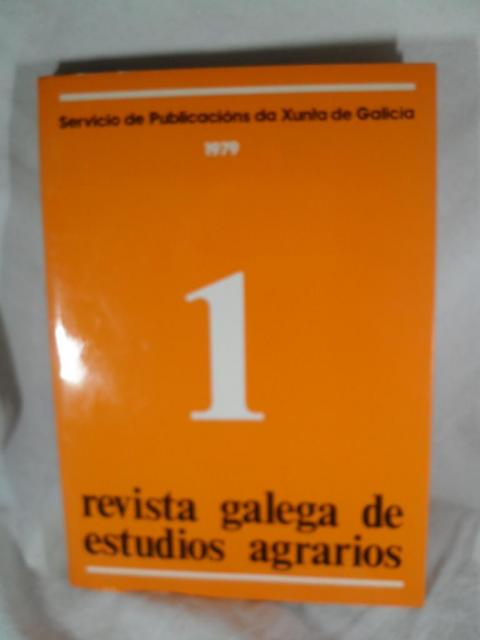 Servicio de Publicacións da Xunta de Galicia
1979
1
revista galega de
estudios agrarios